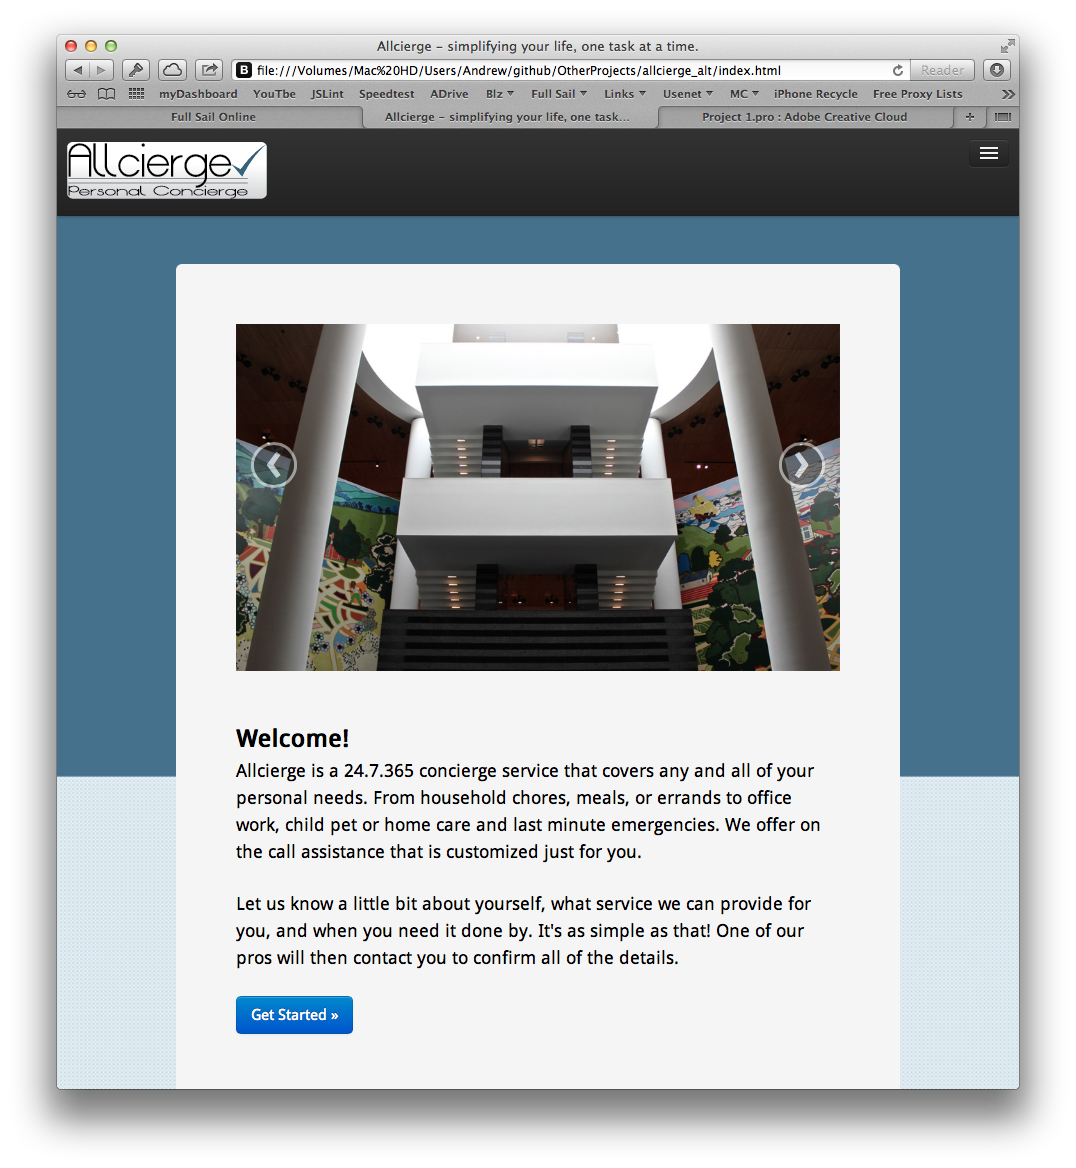 Allcierge – simplifying your life, one task at a time.
B file:///Volumes/Mac%20HD/Users/Andrew/github/OtherProjects/allcierge_alt/index.html Reader
myDashboard YouTbe JSLint Speedtest ADrive Blz Full Sail Links Usenet MC iPhone Recycle Free Proxy Lists
Full Sail Online Allcierge – simplifying your life, one task... Project 1.pro : Adobe Creative Cloud
Allcierge
Personal Concierge
Welcome!
Allcierge is a 24.7.365 concierge service that covers any and all of your
personal needs. From household chores, meals, or errands to office
work, child pet or home care and last minute emergencies. We offer on
the call assistance that is customized just for you.
Let us know a little bit about yourself, what service we can provide for
you, and when you need it done by. It's as simple as that! One of our
pros will then contact you to confirm all of the details.
Get Started »